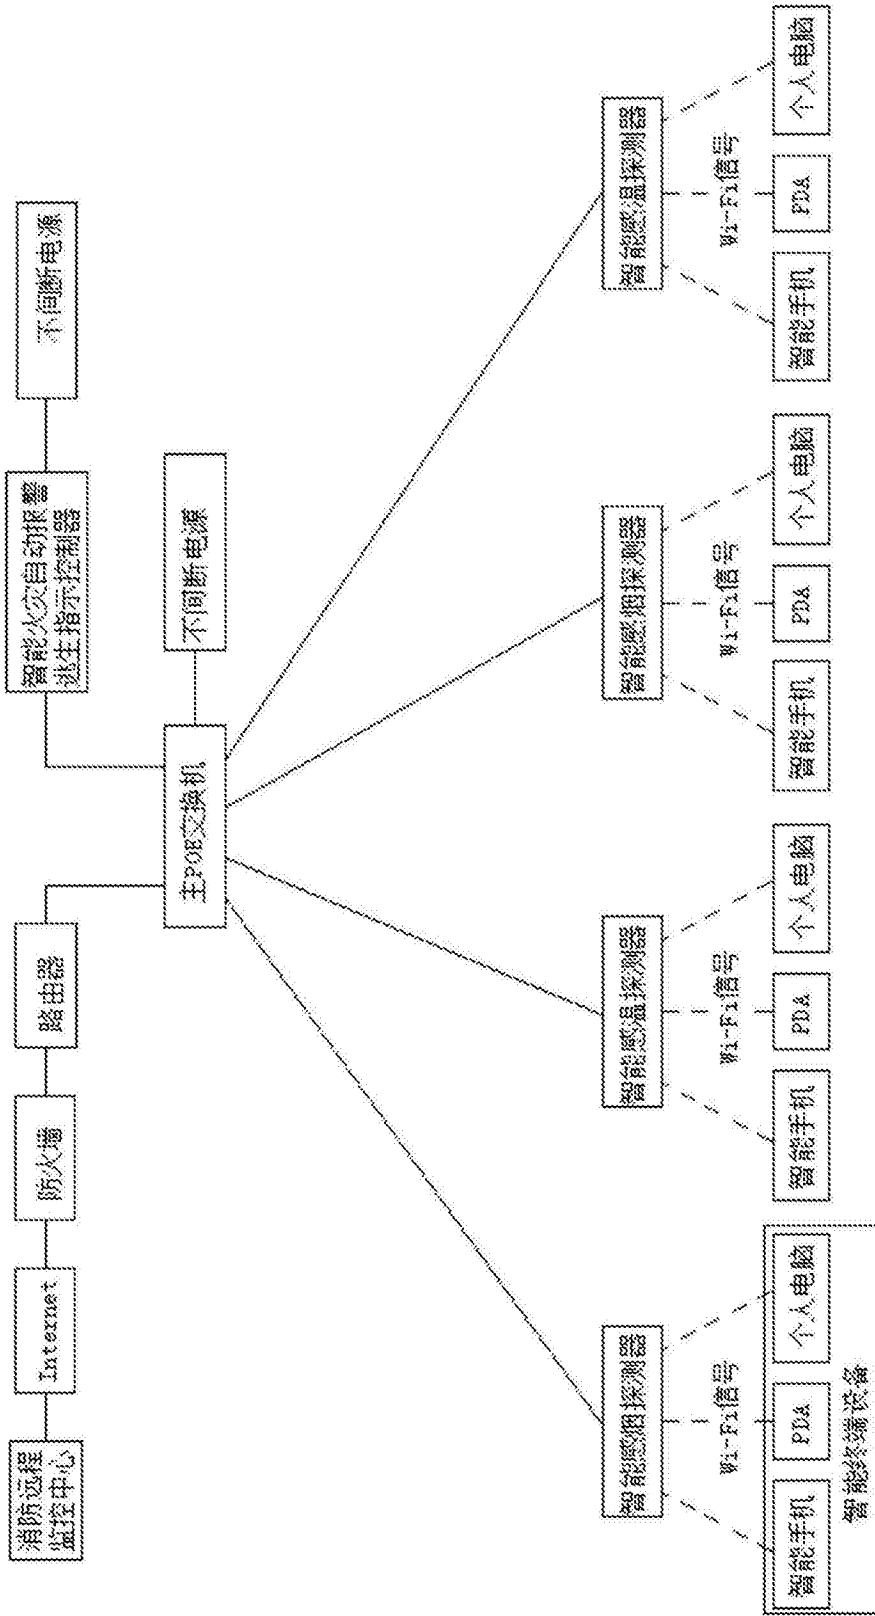 消防远程
监控中心
Internet
防火墙
路由器
智能火灾自动报警
逃生指示控制器
不间断电源
主POE交换机
不间断电源
智能感烟探测器
智能感温探测器
智能感烟探测器
智能感温探测器
Wi-Fi信号
Wi-Fi信号
Wi-Fi信号
Wi-Fi信号
智能手机
PDA
个人电脑
智能手机
PDA
个人电脑
智能手机
PDA
个人电脑
智能手机
PDA
个人电脑
智能终端设备